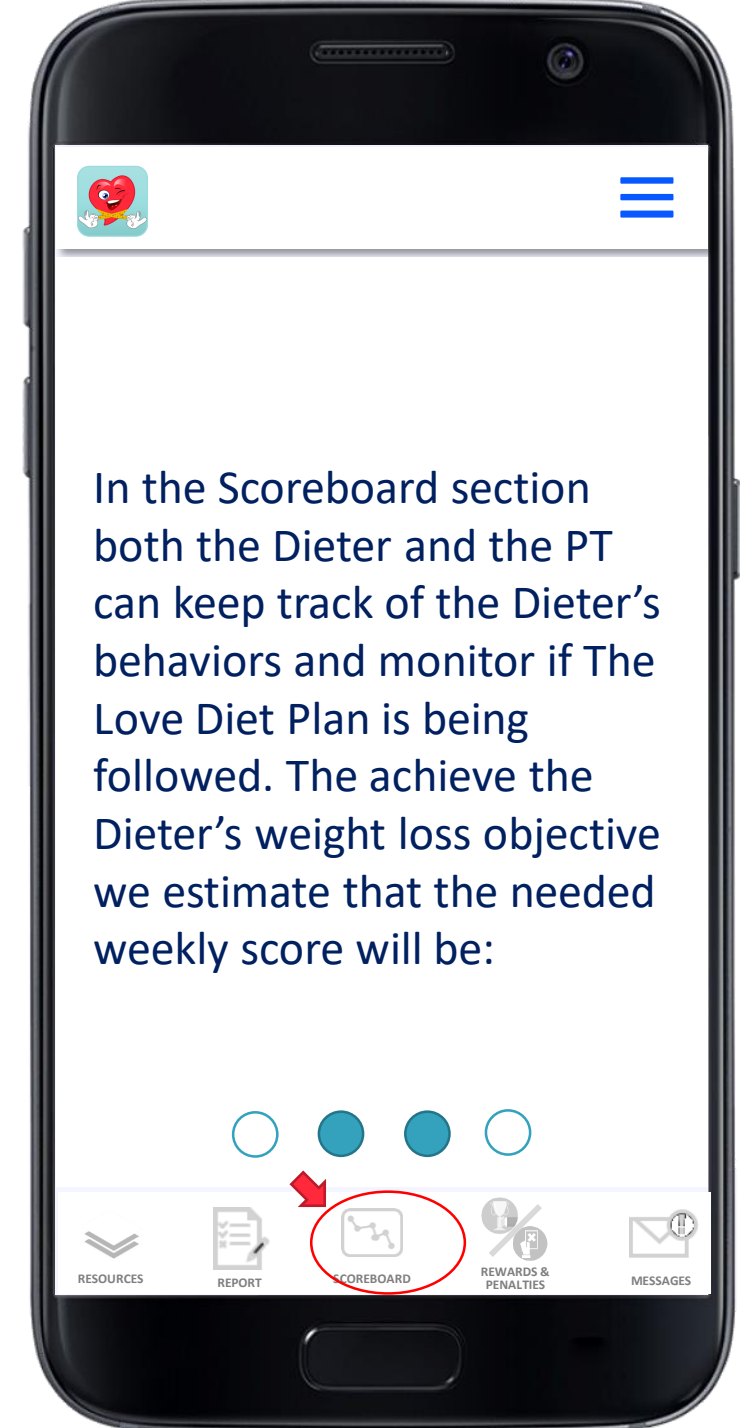 In the Scoreboard section
both the Dieter and the PT
can keep track of the Dieter’s
behaviors and monitor if The
Love Diet Plan is being
followed. The achieve the
Dieter’s weight loss objective
we estimate that the needed
weekly score will be:
RESOURCES
REPORT
SCOREBOARD
REWARDS &
PENALTIES
MESSAGES